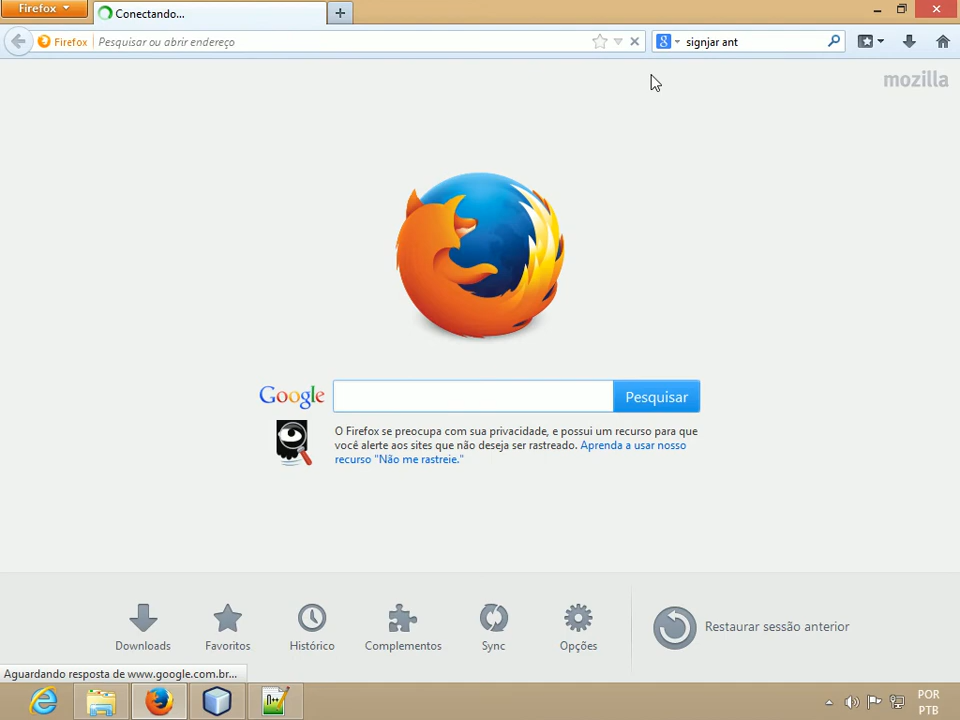 Firefox
Conectando...
Firefox
Pesquisar ou abrir endereço
signjar ant
mozilla
Google
Pesquisar
O Firefox se preocupa com sua privacidade, e possui um recurso para que
você alerte aos sites que não deseja ser rastreado. Aprenda a usar nosso
recurso "Não me rastreie."
Downloads
Favoritos
Histórico
Complementos
Sync
Opções
Restaurar sessão anterior
Aguardando resposta de www.google.com.br...
POR
PTB